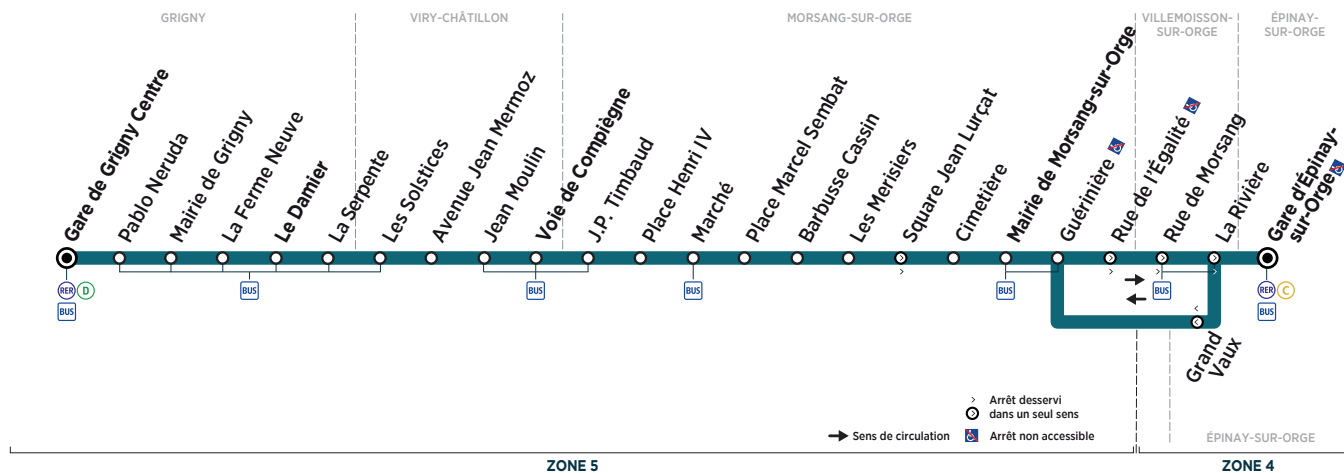 GRIGNY
VIRY-CHÂTILLON
MORSANG-SUR-ORGE
VILLEMOISSON-
SUR-ORGE
ÉPINAY-
SUR-ORGE
Gare de Grigny Centre
Pablo Neruda
Mairie de Grigny
La Ferme Neuve
Le Damier
La Serpente
Les Solstices
Avenue Jean Mermoz
Jean Moulin
Voie de Compiègne
J.P. Timbaud
Place Henri IV
Marché
Place Marcel Sembat
Barbusse Cassin
Les Merisiers
Square Jean Lurçat
Cimetière
Mairie de Morsang-sur-Orge
Guérinière
Rue de l'Égalité
Rue de Morsang
La Rivière
Gare d'Épinay-
sur-Orge
RER D
BUS
BUS
BUS
BUS
BUS
BUS
RER C
BUS
Grand
Vaux
Arrêt desservi
dans un seul sens
Sens de circulation
Arrêt non accessible
ÉPINAY-SUR-ORGE
ZONE 5
ZONE 4